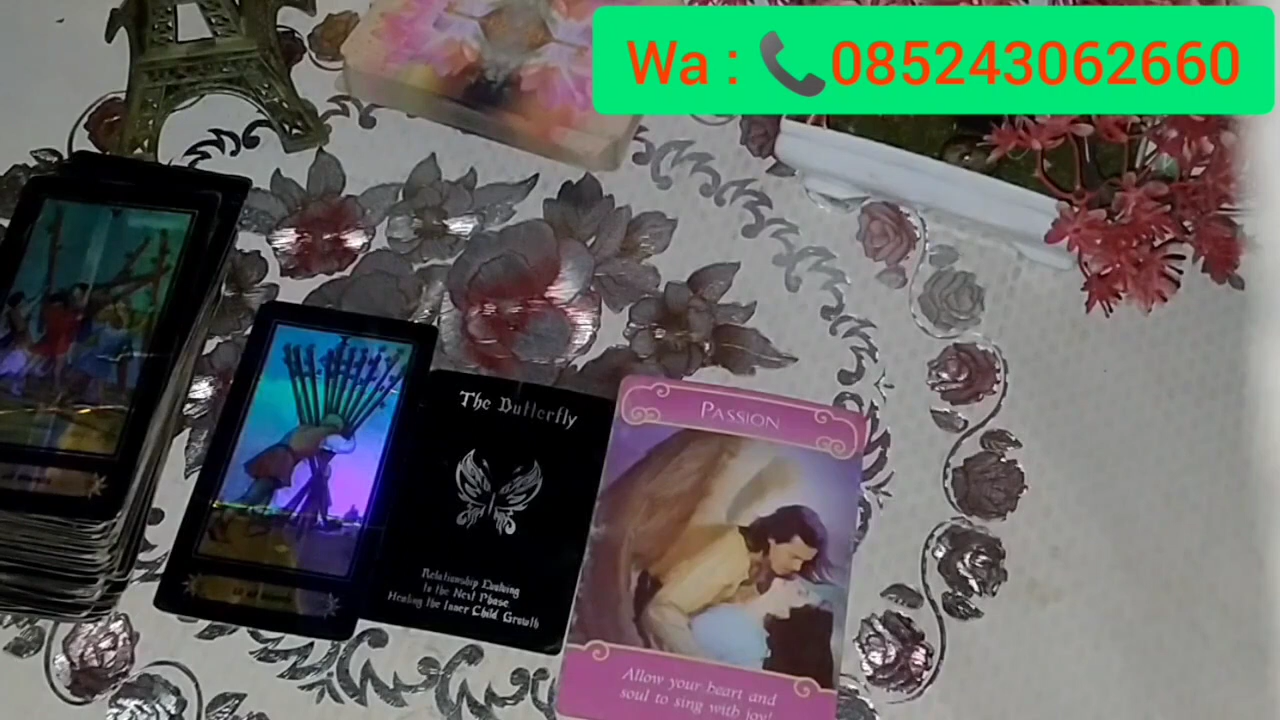 Wa : 📞085243062660
The Butterfly
Relationship Evolving
to the Next Phase
Healing the Inner Child Growth
PASSION
Allow your heart and
soul to sing with joy!